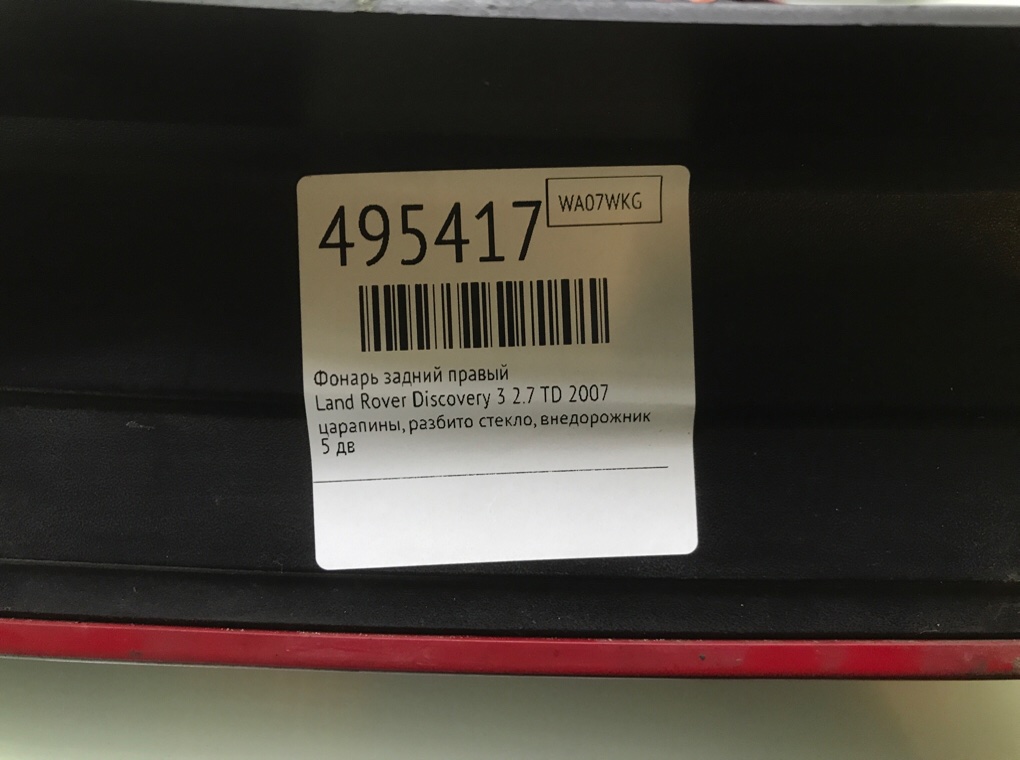 495417
WA07WKG
Фонарь задний правый
Land Rover Discovery 3 2.7 TD 2007
царапины, разбито стекло, внедорожник
5 дв